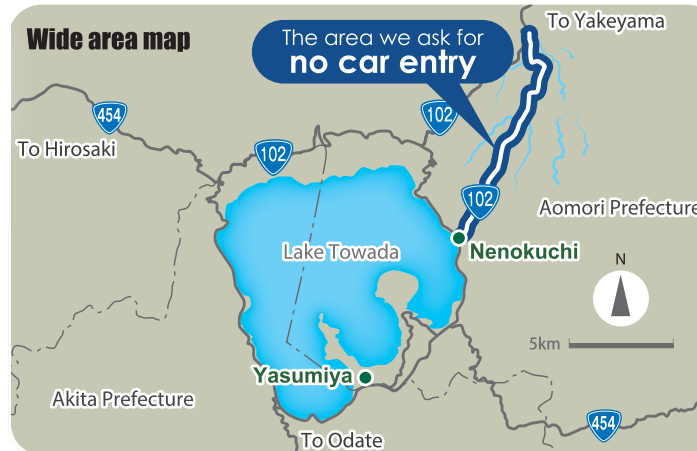 Wide area map
The area we ask for
no car entry
To Yakeyama
454
102
To Hirosaki
102
102
Aomori Prefecture
Lake Towada
Nenokuchi
N
5km
Yasumiya
Akita Prefecture
454
To Odate